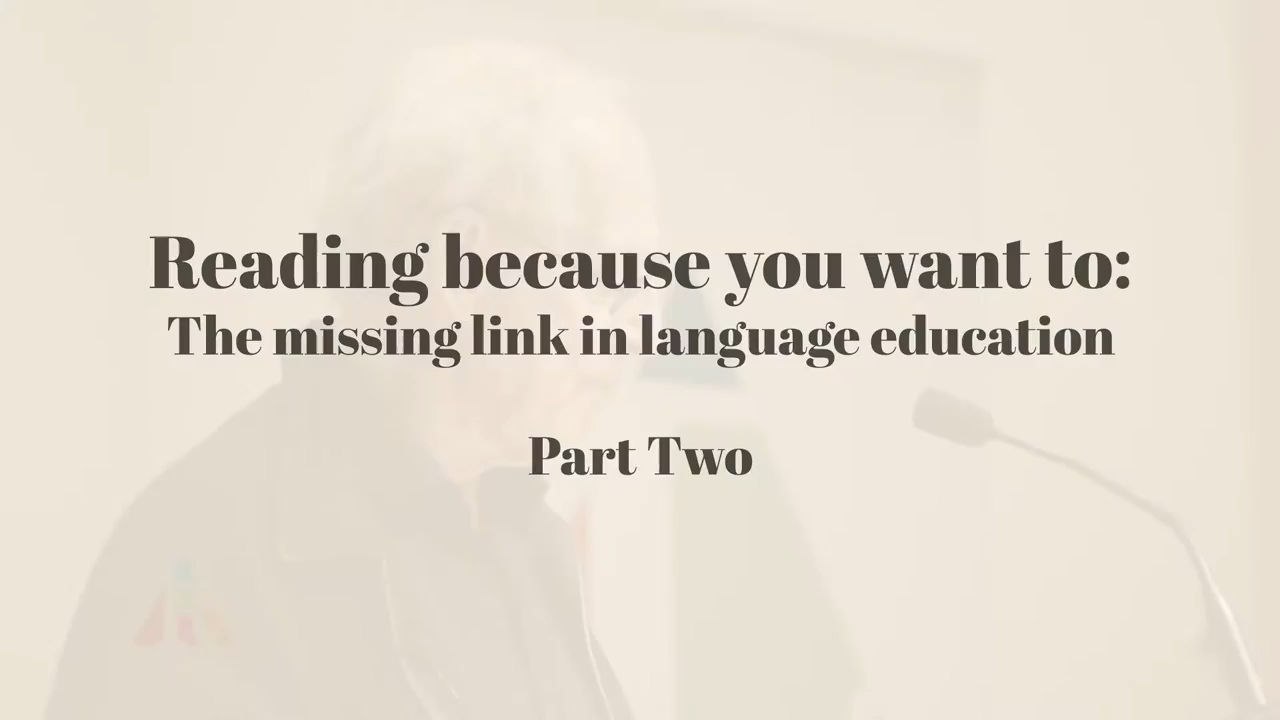 Reading because you want to:
The missing link in language education
Part Two